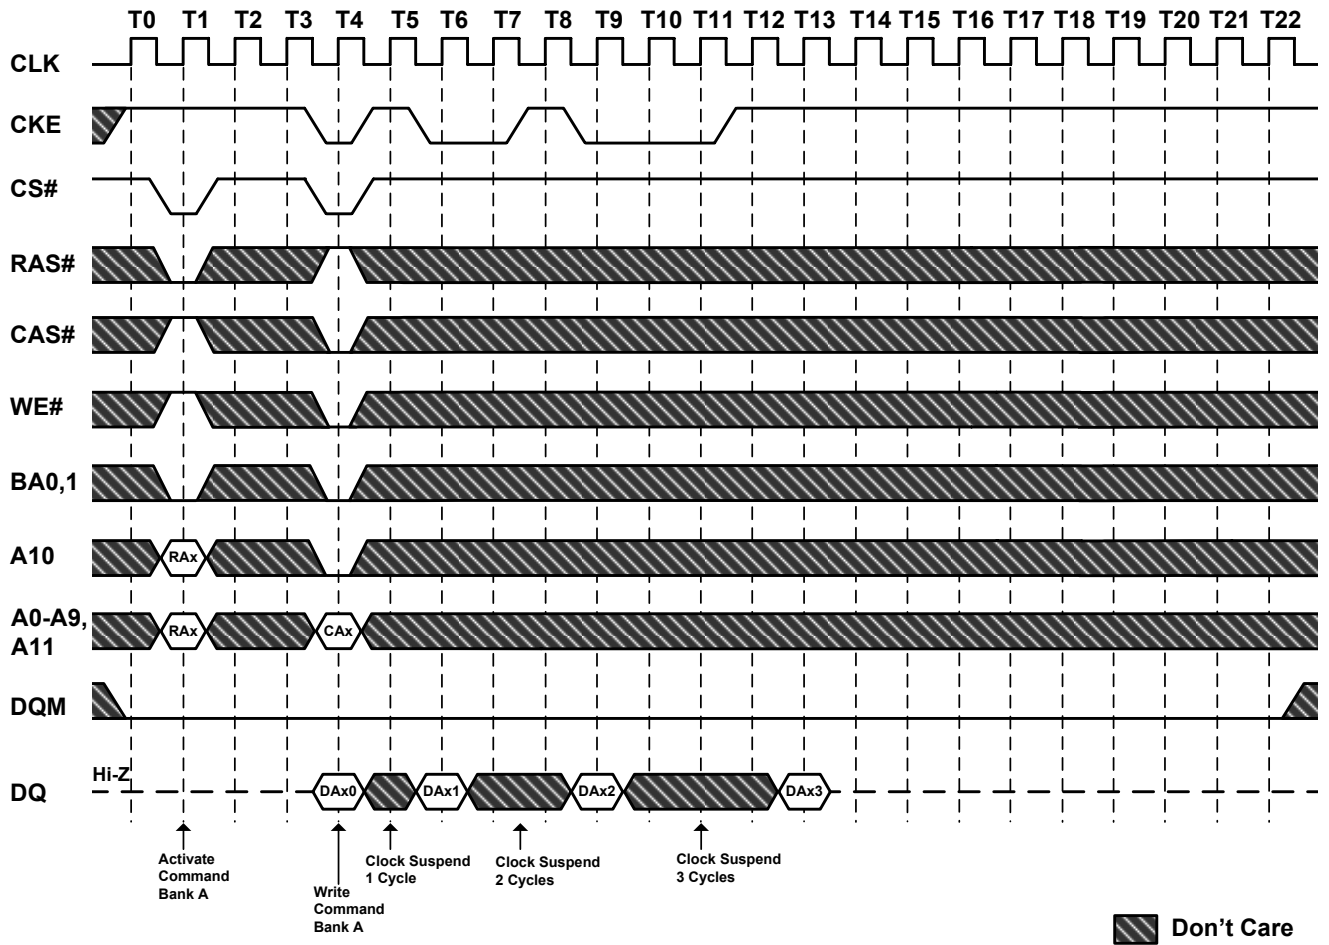 T0 T1 T2 T3 T4 T5 T6 T7 T8 T9 T10 T11 T12 T13 T14 T15 T16 T17 T18 T19 T20 T21 T22
CLK
CKE
CS#
RAS#
CAS#
WE#
BA0,1
A10
RAx
A0-A9,
A11
RAx
CAx
DQM
Hi-Z
DQ
DAx0
DAx1
DAx2
DAx3
Activate
Command
Bank A
Write
Command
Bank A
Clock Suspend
1 Cycle
Clock Suspend
2 Cycles
Clock Suspend
3 Cycles
Don't Care